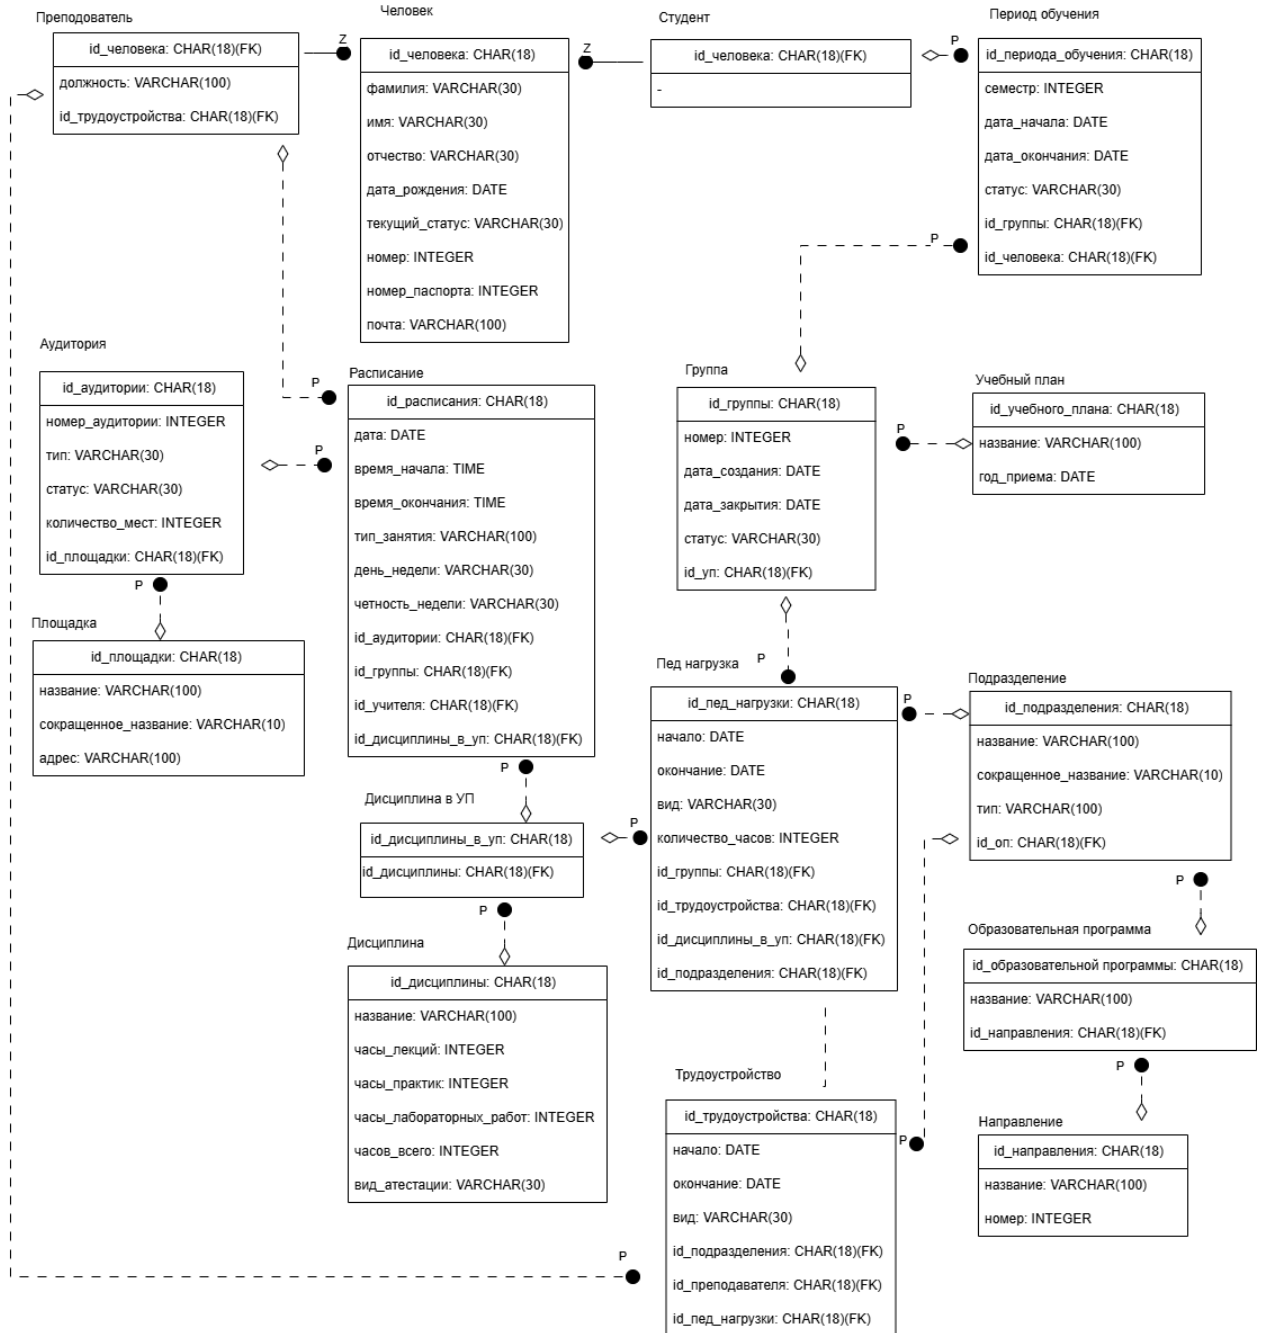 Преподователь
id_человека: CHAR(18)(FK)
должность: VARCHAR(100)
id_трудоустройства: CHAR(18)(FK)
Z
Человек
id_человека: CHAR(18)
фамилия: VARCHAR(30)
имя: VARCHAR(30)
отчество: VARCHAR(30)
дата_рождения: DATE
текущий_статус: VARCHAR(30)
номер: INTEGER
номер_паспорта: INTEGER
почта: VARCHAR(100)
Z
Студент
id_человека: CHAR(18)(FK)
-
P
Период обучения
id_периода_обучения: CHAR(18)
семестр: INTEGER
дата_начала: DATE
дата_окончания: DATE
статус: VARCHAR(30)
id_группы: CHAR(18)(FK)
id_человека: CHAR(18)(FK)
P
Аудитория
id_аудитории: CHAR(18)
номер_аудитории: INTEGER
тип: VARCHAR(30)
статус: VARCHAR(30)
количество_мест: INTEGER
id_площадки: CHAR(18)(FK)
P
P
P
Расписание
id_расписания: CHAR(18)
дата: DATE
время_начала: TIME
время_окончания: TIME
тип_занятия: VARCHAR(100)
день_недели: VARCHAR(30)
четность_недели: VARCHAR(30)
id_аудитории: CHAR(18)(FK)
id_группы: CHAR(18)(FK)
id_учителя: CHAR(18)(FK)
id_дисциплины_в_уп: CHAR(18)(FK)
P
Группа
id_группы: CHAR(18)
номер: INTEGER
дата_создания: DATE
дата_закрытия: DATE
статус: VARCHAR(30)
id_уп: CHAR(18)(FK)
P
Учебный план
id_учебного_плана: CHAR(18)
название: VARCHAR(100)
год_приема: DATE
Площадка
id_площадки: CHAR(18)
название: VARCHAR(100)
сокращенное_название: VARCHAR(10)
адрес: VARCHAR(100)
Дисциплина в УП
id_дисциплины_в_уп: CHAR(18)
id_дисциплины: CHAR(18)(FK)
P
P
Пед нагрузка
P
id_пед_нагрузки: CHAR(18)
начало: DATE
окончание: DATE
вид: VARCHAR(30)
количество_часов: INTEGER
id_группы: CHAR(18)(FK)
id_трудоустройства: CHAR(18)(FK)
id_дисциплины_в_уп: CHAR(18)(FK)
id_подразделения: CHAR(18)(FK)
P
Подразделение
id_подразделения: CHAR(18)
название: VARCHAR(100)
сокращенное_название: VARCHAR(10)
тип: VARCHAR(100)
id_оп: CHAR(18)(FK)
P
Дисциплина
id_дисциплины: CHAR(18)
название: VARCHAR(100)
часы_лекций: INTEGER
часы_практик: INTEGER
часы_лабораторных_работ: INTEGER
часов_всего: INTEGER
вид_атестации: VARCHAR(30)
Образовательная программа
id_образовательной программы: CHAR(18)
название: VARCHAR(100)
id_направления: CHAR(18)(FK)
P
Трудоустройство
id_трудоустройства: CHAR(18)
начало: DATE
окончание: DATE
вид: VARCHAR(30)
id_подразделения: CHAR(18)(FK)
id_преподавателя: CHAR(18)(FK)
id_пед_нагрузки: CHAR(18)(FK)
P
P
Направление
id_направления: CHAR(18)
название: VARCHAR(100)
номер: INTEGER